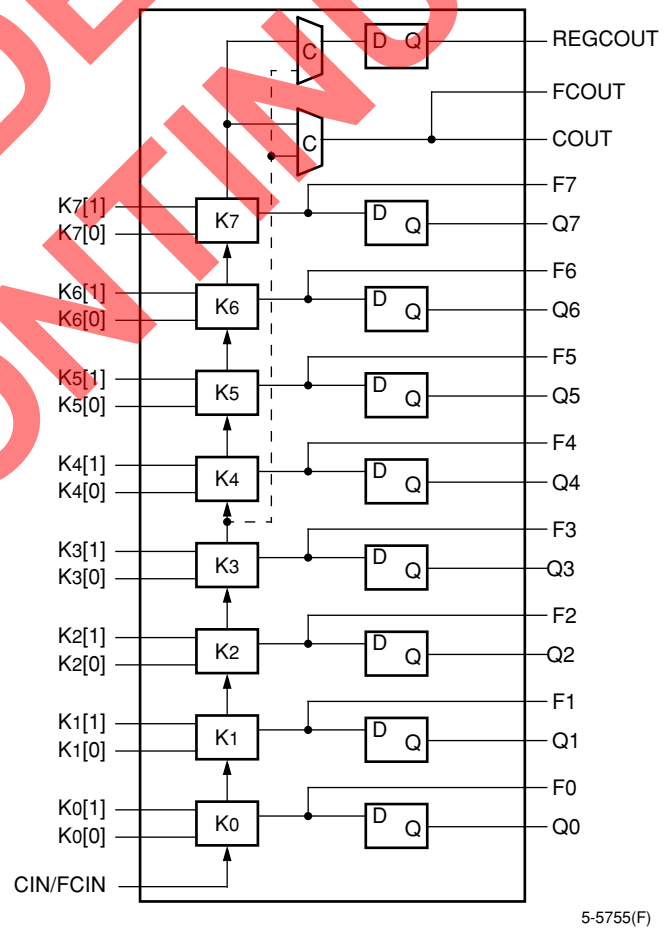 REGCOUT
C
D Q
FCOUT
C
COUT
F7
K7[1]
K7[0]
K7
D
Q
Q7
F6
K6[1]
K6[0]
K6
D
Q
Q6
F5
K5[1]
K5[0]
K5
D
Q
Q5
F4
K4[1]
K4[0]
K4
D
Q
Q4
F3
K3[1]
K3[0]
K3
D
Q
Q3
F2
K2[1]
K2[0]
K2
D
Q
Q2
F1
K1[1]
K1[0]
K1
D
Q
Q1
F0
K0[1]
K0[0]
K0
D
Q
Q0
CIN/FCIN
5-5755(F)